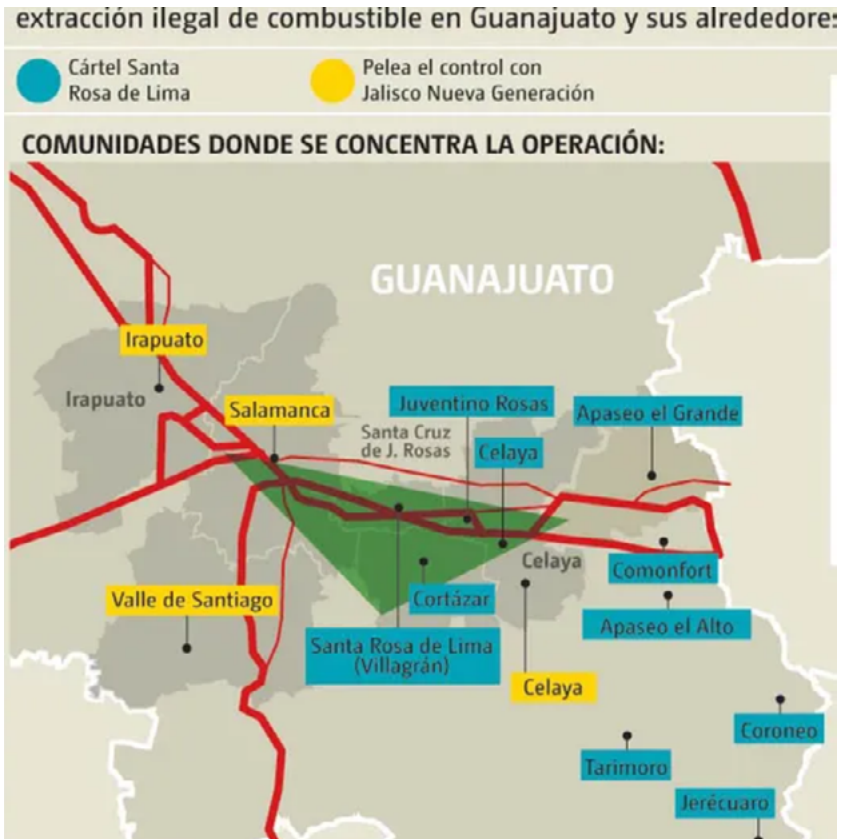 extracción ilegal de combustible en Guanajuato y sus alrededores
Cártel Santa
Rosa de Lima
Pelea el control con
Jalisco Nueva Generación
COMUNIDADES DONDE SE CONCENTRA LA OPERACIÓN:
GUANAJUATO
Irapuato
Irapuato
Salamanca
Juventino Rosas
Apaseo el Grande
Santa Cruz
de J. Rosas
Celaya
Celaya
Comonfort
Valle de Santiago
Cortázar
Apaseo el Alto
Santa Rosa de Lima
(Villagrán)
Celaya
Coroneo
Tarimoro
Jerécuaro